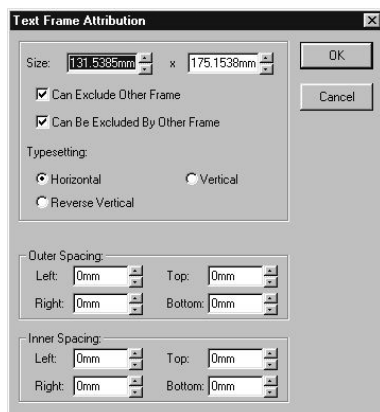 Text Frame Attribution
Size: 131.5385mm x 175.1538mm OK
Can Exclude Other Frame Cancel
Can Be Excluded By Other Frame
Typesetting:
Horizontal Vertical
Reverse Vertical
Outer Spacing:
Left: 0mm Top: 0mm
Right: 0mm Bottom: 0mm
Inner Spacing:
Left: 0mm Top: 0mm
Right: 0mm Bottom: 0mm